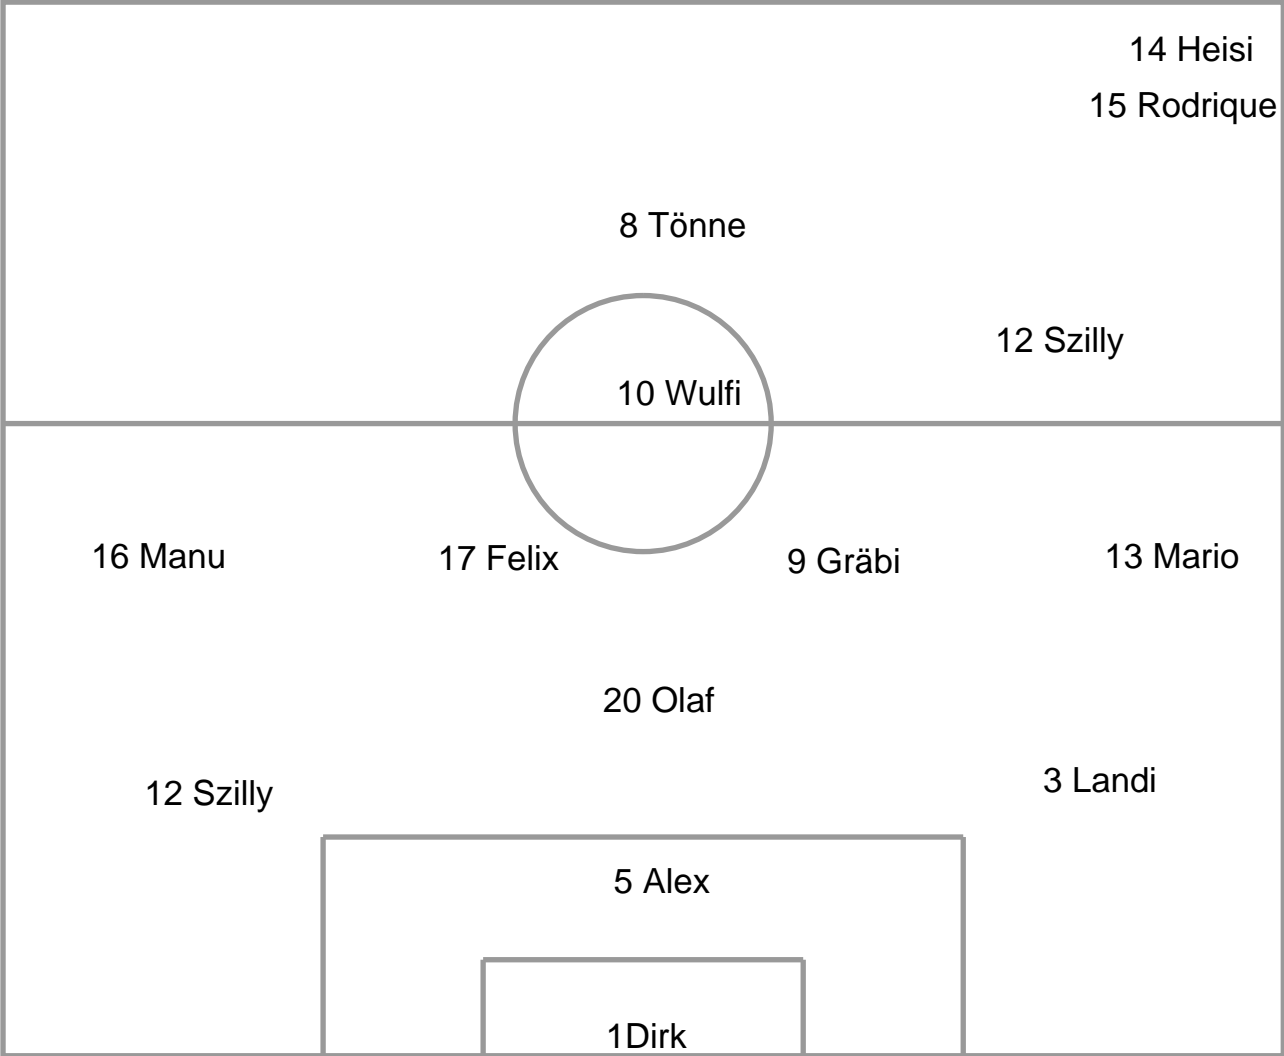 14 Heisi
15 Rodrique
8 Tönne
12 Szilly
10 Wulfi
16 Manu
17 Felix
9 Gräbi
13 Mario
20 Olaf
12 Szilly
3 Landi
5 Alex
1Dirk